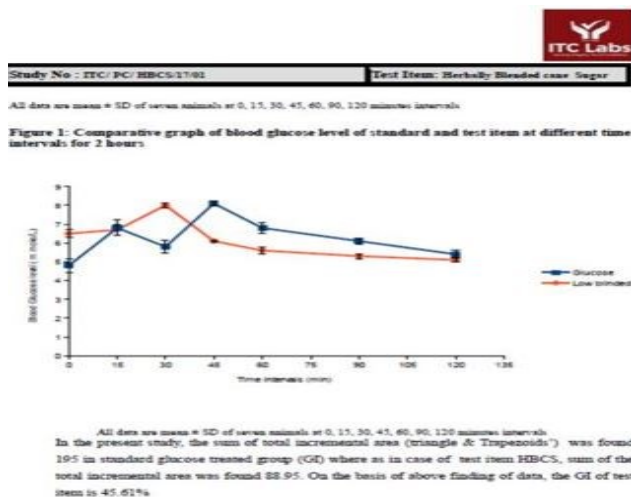 ITC Labs
Study No : ITC/ PC/ HBCS/17/02 Test Item: Herbally Blended cane Sugar
All data are mean ± SD of seven animals at 0, 15, 30, 45, 60, 90, 120 minutes intervals
Figure 1: Comparative graph of blood glucose level of standard and test item at different time
intervals for 2 hours
9
8
7
6
5
4
3
2
1
0
Blood Glucose level
Glucose
Low blinded
0 15 30 45 60 75 90 105 120 135
Time Intervals (min)
All data are mean ± SD of seven animals at 0, 15, 30, 45, 60, 90, 120 minutes intervals
In the present study, the sum of total incremental area (triangle & Trapezoids') was found
195 in standard glucose treated group (GI) where as in case of test item HBCS, sum of the
total incremental area was found 88.95. On the basis of above finding of data, the GI of test
item is 45.61%